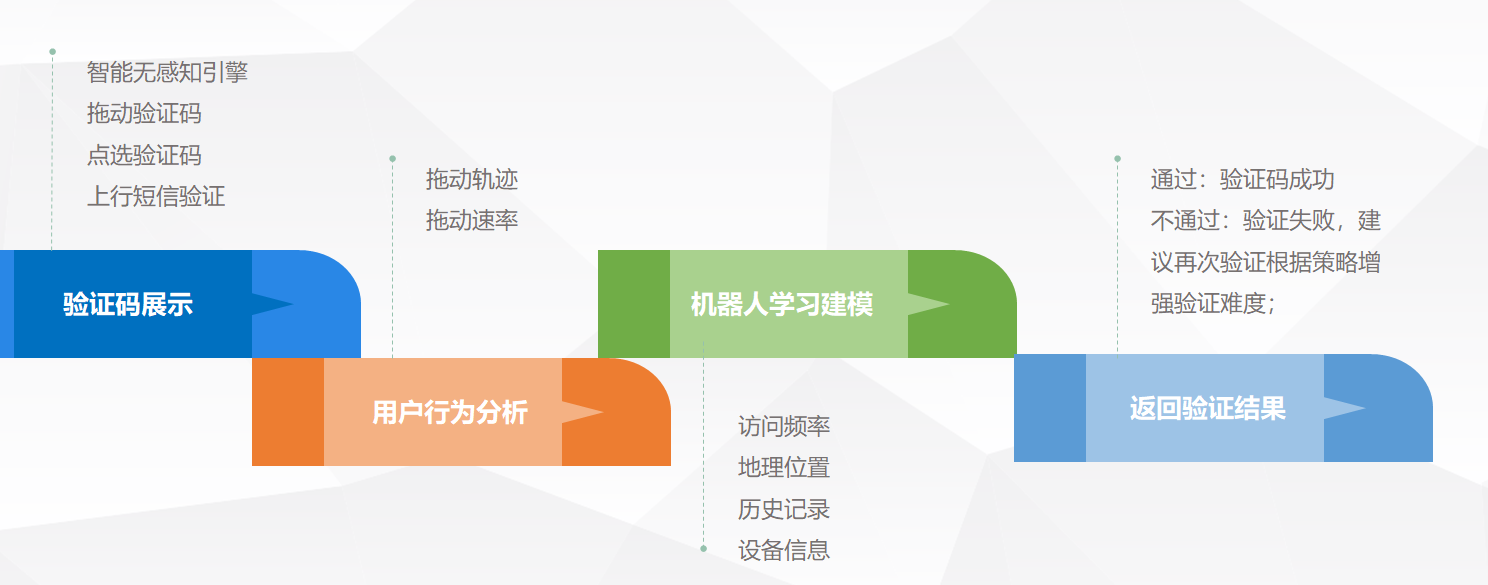 智能无感知引擎
拖动验证码
点选验证码
上行短信验证
验证码展示
拖动轨迹
拖动速率
用户行为分析
机器人学习建模
访问频率
地理位置
历史记录
设备信息
通过：验证码成功
不通过：验证失败，建
议再次验证根据策略增
强验证难度；
返回验证结果